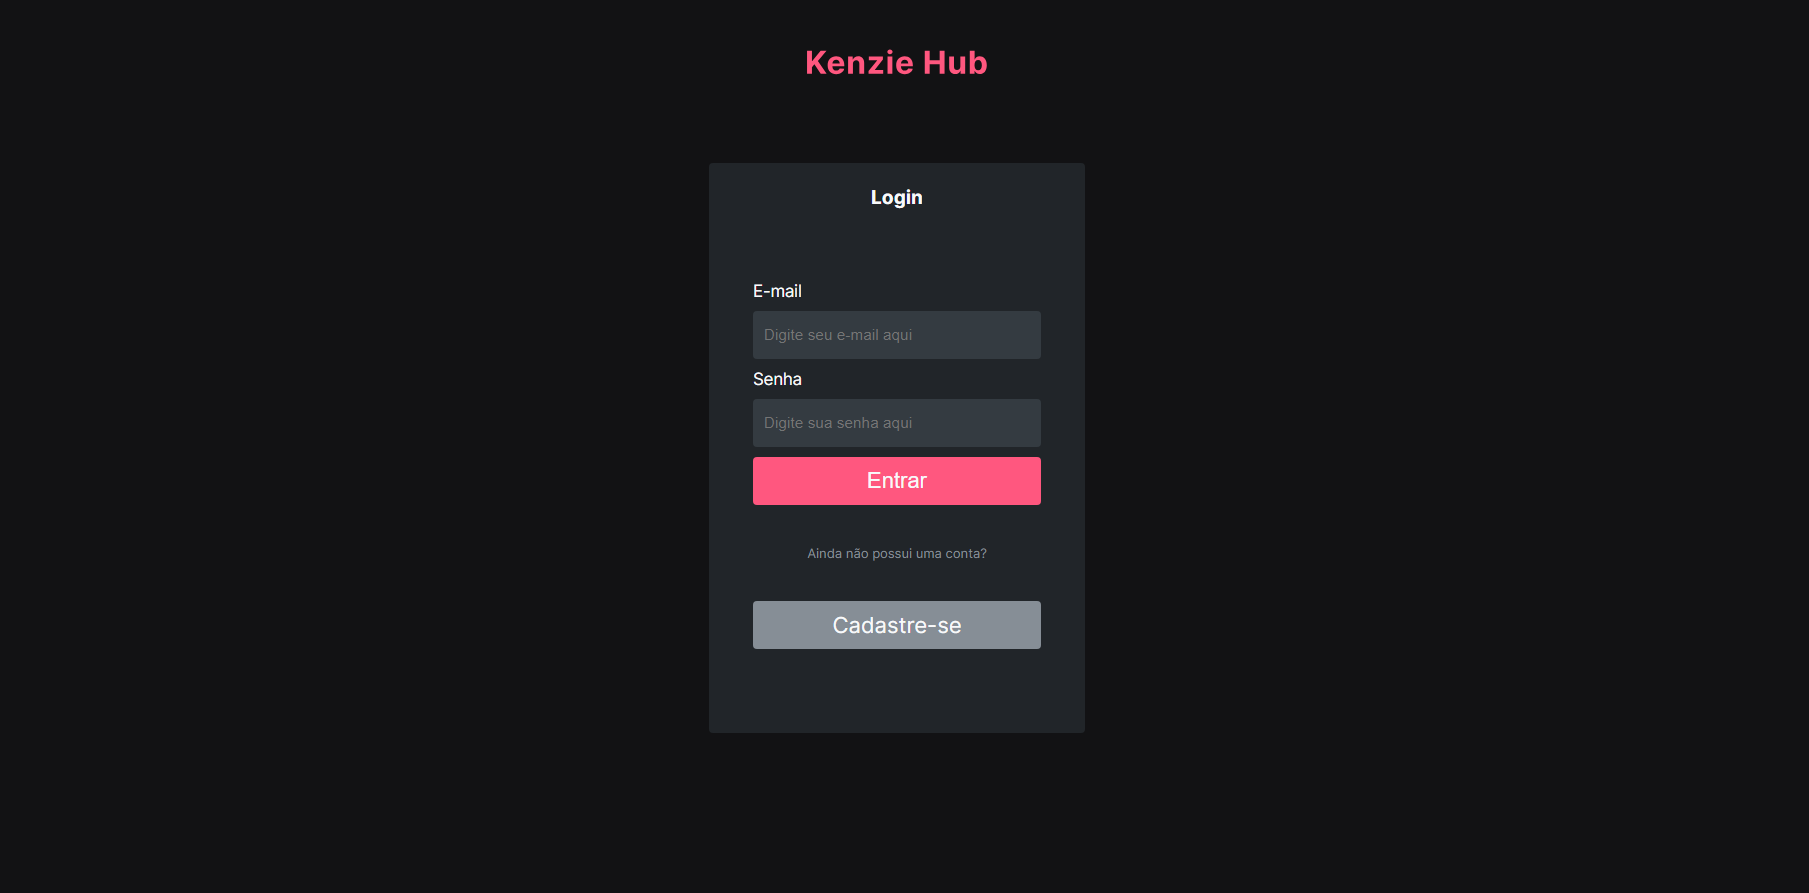 Kenzie Hub
Login
E-mail
Digite seu e-mail aqui
Senha
Digite sua senha aqui
Entrar
Ainda não possui uma conta?
Cadastre-se